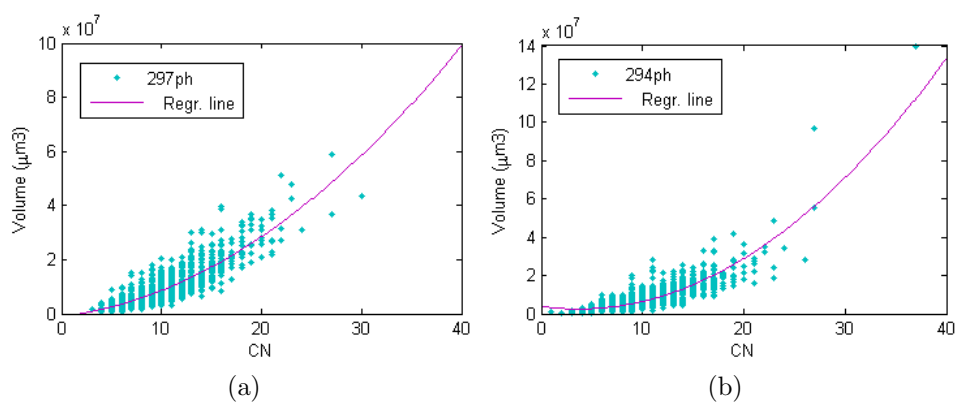 x 10^7
10
8
6
4
2
0
Volume (μm3)
297ph
Regr. line
0 10 20 30 40
CN
(a)
x 10^7
14
12
10
8
6
4
2
0
Volume (μm3)
294ph
Regr. line
0 10 20 30 40
CN
(b)